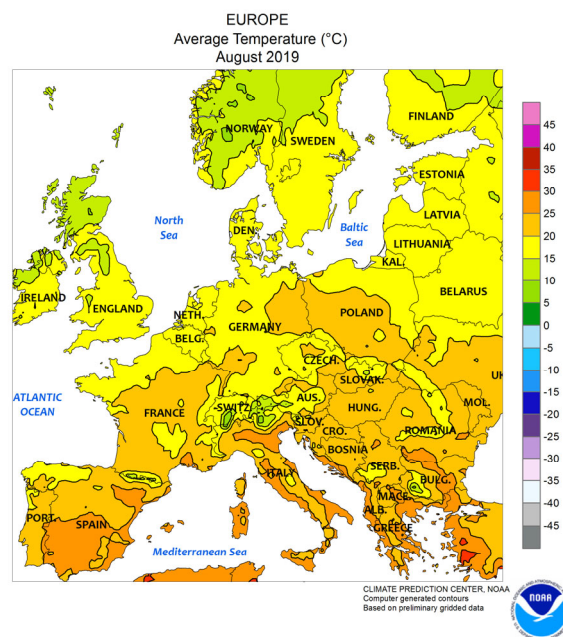 EUROPE
Average Temperature (°C)
August 2019
FINLAND
NORWAY
SWEDEN
ESTONIA
North
Sea
Baltic
Sea
LATVIA
DEN.
LITHUANIA
KAL.
IRELAND
ENGLAND
BELARUS
NETH.
POLAND
GERMANY
BELG.
CZECH.
UK
SLOVAK.
ATLANTIC
OCEAN
FRANCE
SWITZ.
AUS.
HUNG.
MOL.
SLOV.
CRO.
ROMANIA
BOSNIA
ITALY
SERB.
BULG.
MACE.
PORT.
SPAIN
ALB.
GREECE
Mediterranean Sea
45
40
35
30
25
20
15
10
5
0
-5
-10
-15
-20
-25
-30
-35
-40
-45
CLIMATE PREDICTION CENTER, NOAA
Computer generated contours
Based on preliminary gridded data
NOAA